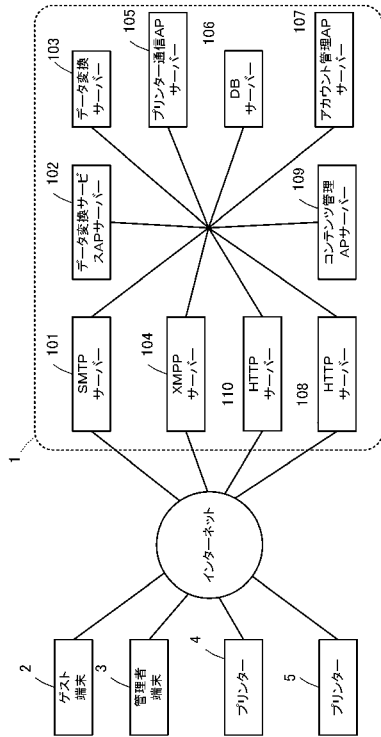 1
2
ゲスト
端末
3
管理者端末
4
プリンター
5
プリンター
インターネット
101
SMTP
サーバー
104
XMPP
サーバー
110
HTTP
サーバー
108
HTTP
サーバー
102
データ変換サービ
スAPサーバー
109
コンテンツ管理
APサーバー
103
データ変換
サーバー
105
プリンター通信AP
サーバー
106
DB
サーバー
107
アカウント管理AP
サーバー